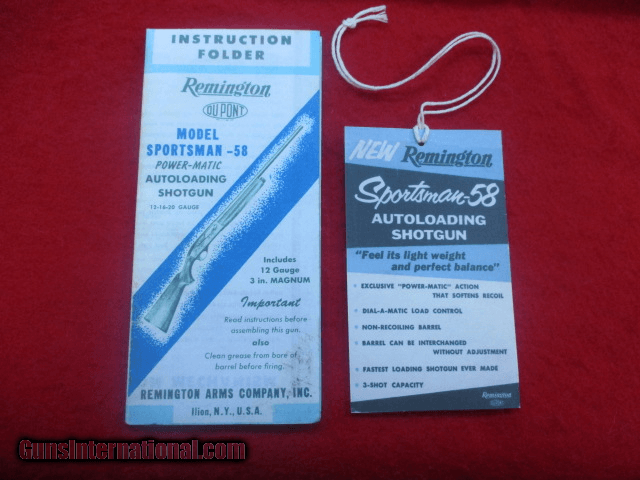 INSTRUCTION
FOLDER
Remington
DU PONT
MODEL
SPORTSMAN -58
POWER-MATIC
AUTOLOADING
SHOTGUN
12-16-20 GAUGE
Includes
12 Gauge
3 in. MAGNUM
Important
Read instructions before
assembling this gun.
also
Clean grease from bore of
barrel before firing.
REMINGTON ARMS COMPANY, INC.
Ilion, N.Y., U.S.A.
NEW Remington
Sportsman-58
AUTOLOADING
SHOTGUN
"Feel its light weight
and perfect balance"
• EXCLUSIVE "POWER-MATIC" ACTION
THAT SOFTENS RECOIL
• DIAL-A-MATIC LOAD CONTROL
• NON-RECOILING BARREL
• BARREL CAN BE INTERCHANGED
WITHOUT ADJUSTMENT
• FASTEST LOADING SHOTGUN EVER MADE
• 3-SHOT CAPACITY
Remington
GunsInternational.com